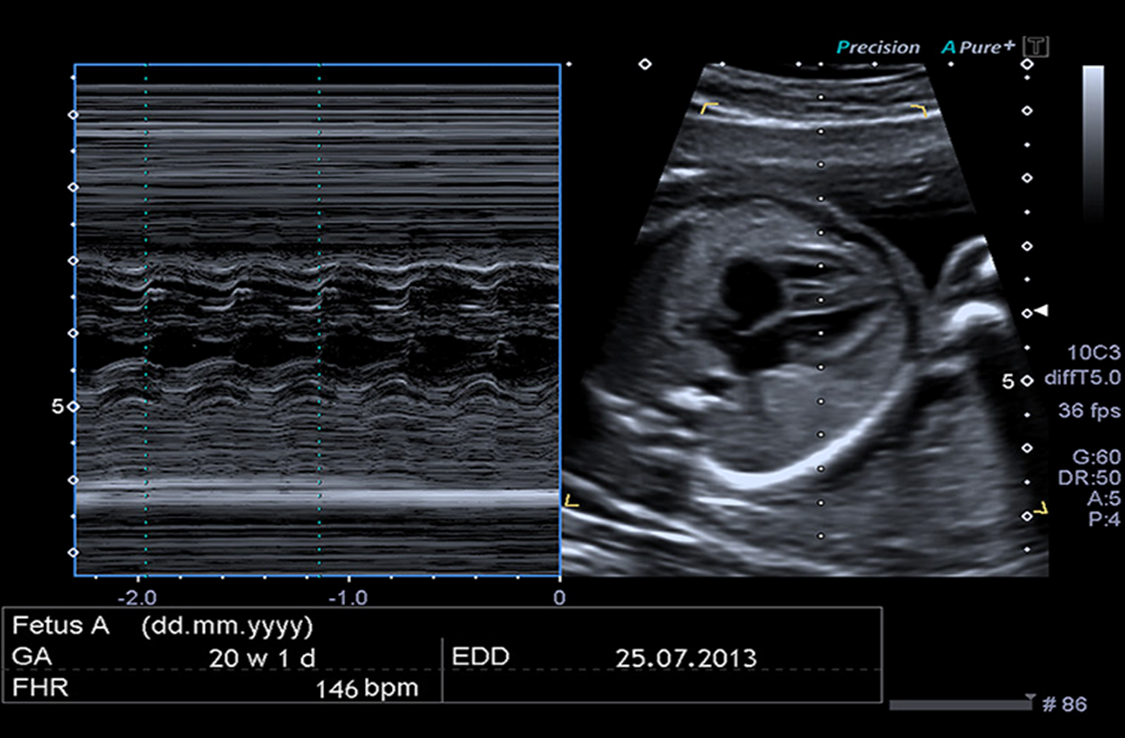 Precision A Pure+ T
5
5
10C3
diffT5.0
36 fps
G:60
DR:50
A:5
P:4
-2.0 -1.0 0
Fetus A (dd.mm.yyyy)
GA 20 w 1 d EDD 25.07.2013
FHR 146 bpm
# 86